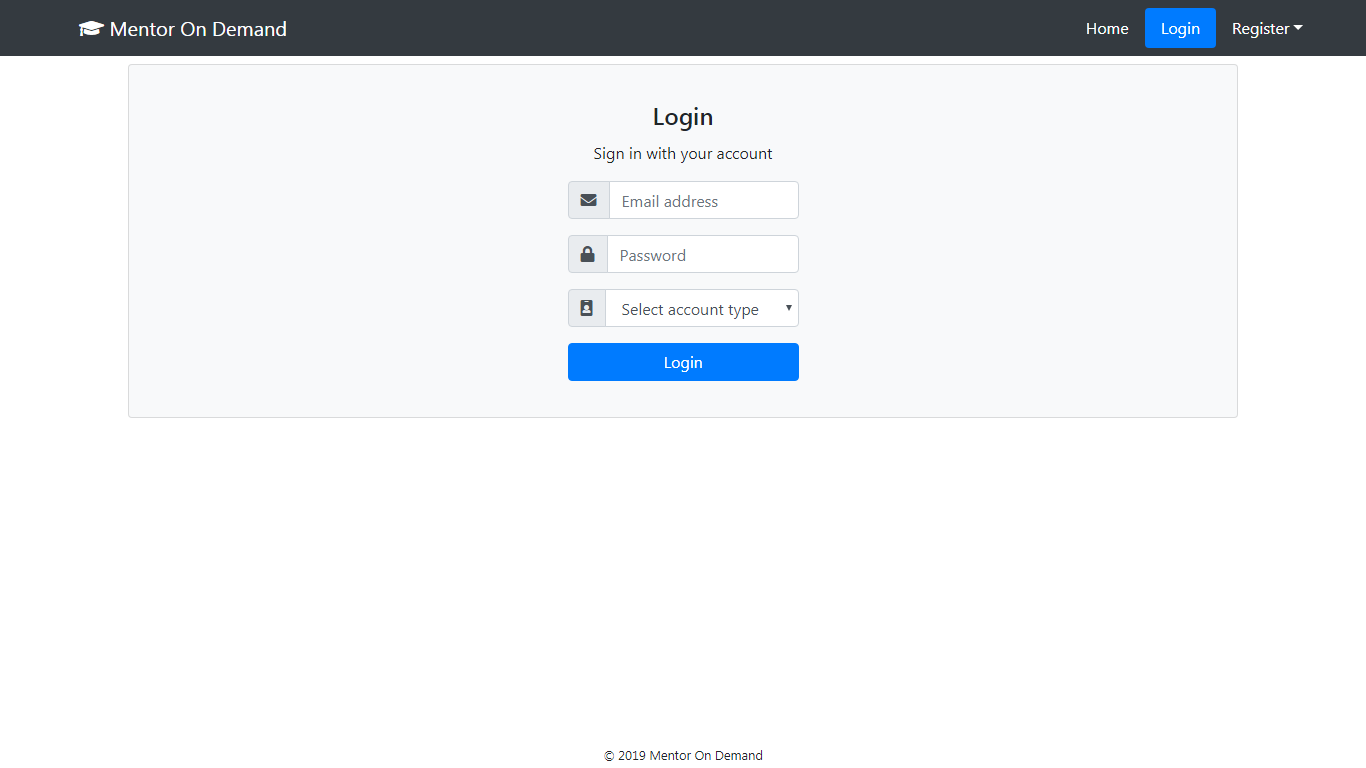 Mentor On Demand
Home Login Register
Login
Sign in with your account
Email address
Password
Select account type
Login
© 2019 Mentor On Demand